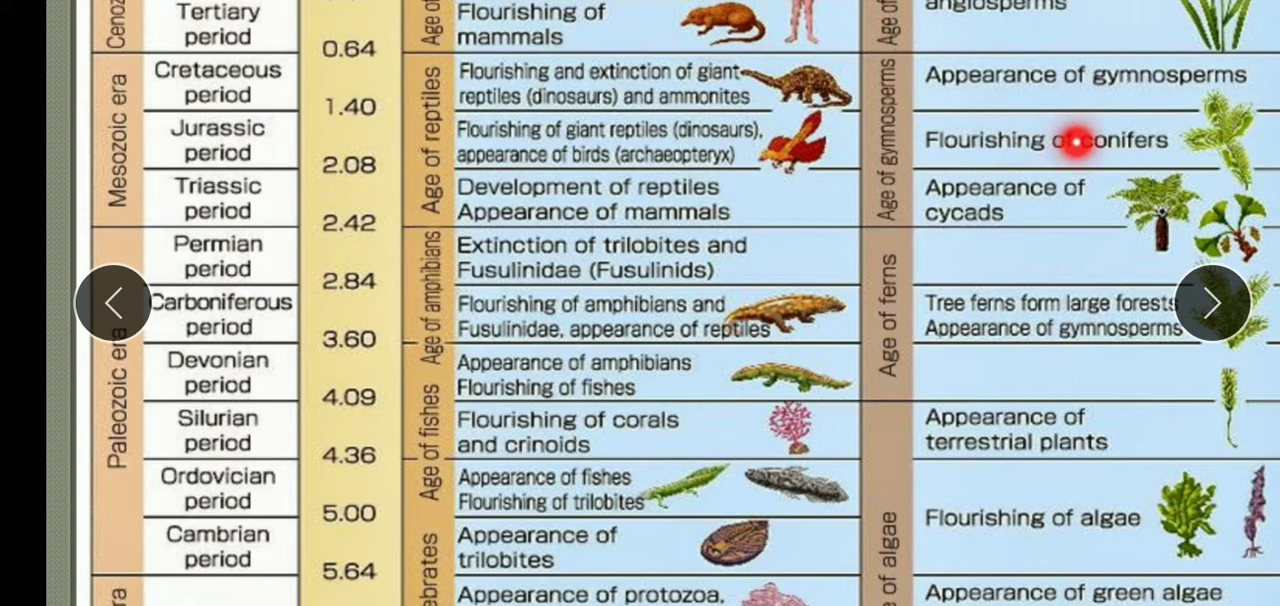 Cenoz
Tertiary
period
Age of
Flourishing of
mammals
Age of
angiosperms
0.64
Mesozoic era
Cretaceous
period
Age of reptiles
Flourishing and extinction of giant
reptiles (dinosaurs) and ammonites
Age of gymnosperms
Appearance of gymnosperms
1.40
Jurassic
period
Flourishing of giant reptiles (dinosaurs),
appearance of birds (archaeopteryx)
Flourishing of conifers
2.08
Triassic
period
Development of reptiles
Appearance of mammals
Appearance of
cycads
2.42
Paleozoic era
Permian
period
Age of amphibians
Extinction of trilobites and
Fusulinidae (Fusulinids)
Age of ferns
2.84
Carboniferous
period
Flourishing of amphibians and
Fusulinidae, appearance of reptiles
Tree ferns form large forests
Appearance of gymnosperms
3.60
Devonian
period
Age of fishes
Appearance of amphibians
Flourishing of fishes
4.09
Silurian
period
Flourishing of corals
and crinoids
Appearance of
terrestrial plants
4.36
Ordovician
period
Appearance of fishes
Flourishing of trilobites
Flourishing of algae
5.00
Cambrian
period
Appearance of
trilobites
5.64
ra
ebrates
Appearance of protozoa,
e of algae
Appearance of green algae